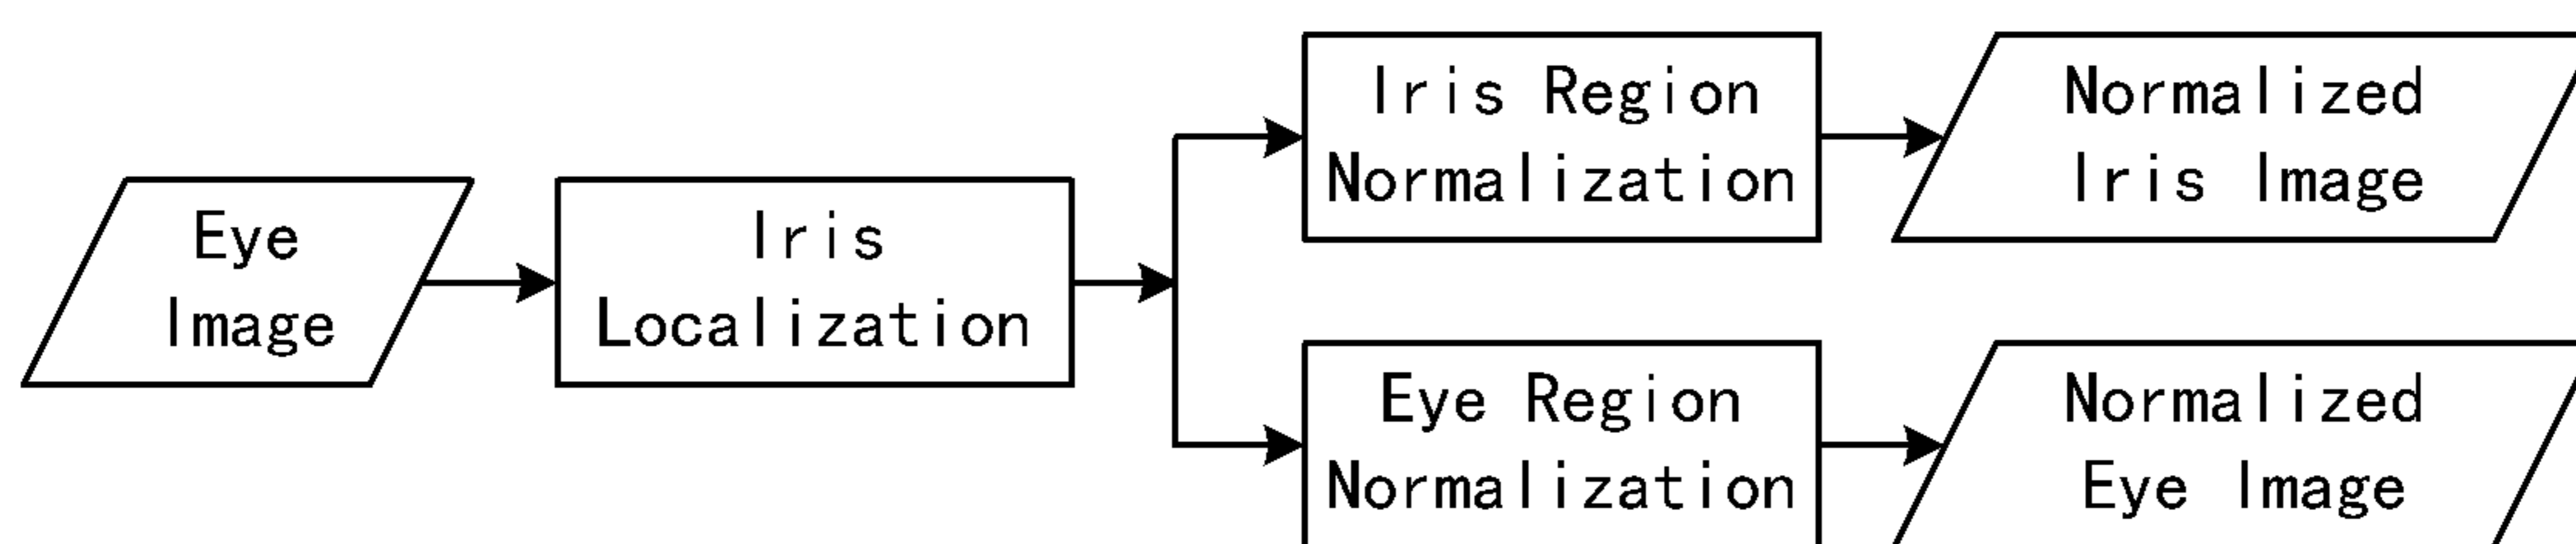 Eye
Image
Iris
Localization
Iris Region
Normalization
Normalized
Iris Image
Eye Region
Normalization
Normalized
Eye Image